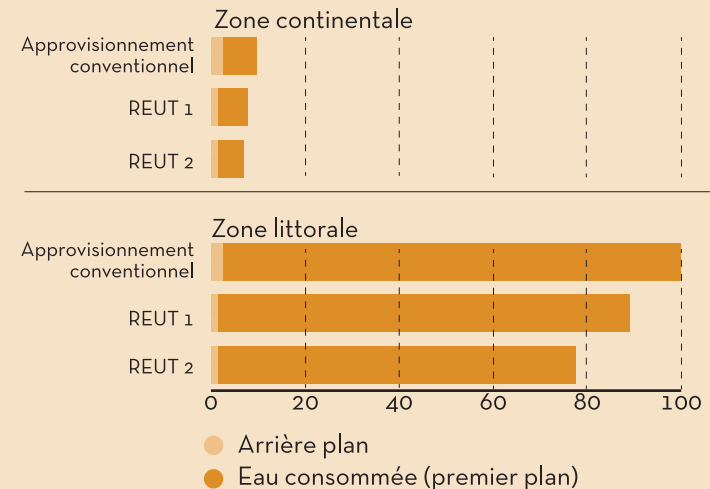 Zone continentale
Approvisionnement
conventionnel
REUT 1
REUT 2
Zone littorale
Approvisionnement
conventionnel
REUT 1
REUT 2
0 20 40 60 80 100
Arrière plan
Eau consommée (premier plan)